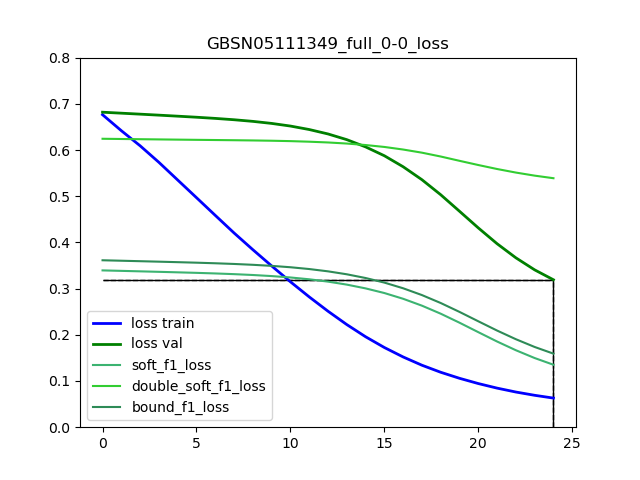 GBSN05111349_full_0-0_loss
0.8
0.7
0.6
0.5
0.4
0.3
0.2
0.1
0.0
loss train
loss val
soft_f1_loss
double_soft_f1_loss
bound_f1_loss
0 5 10 15 20 25